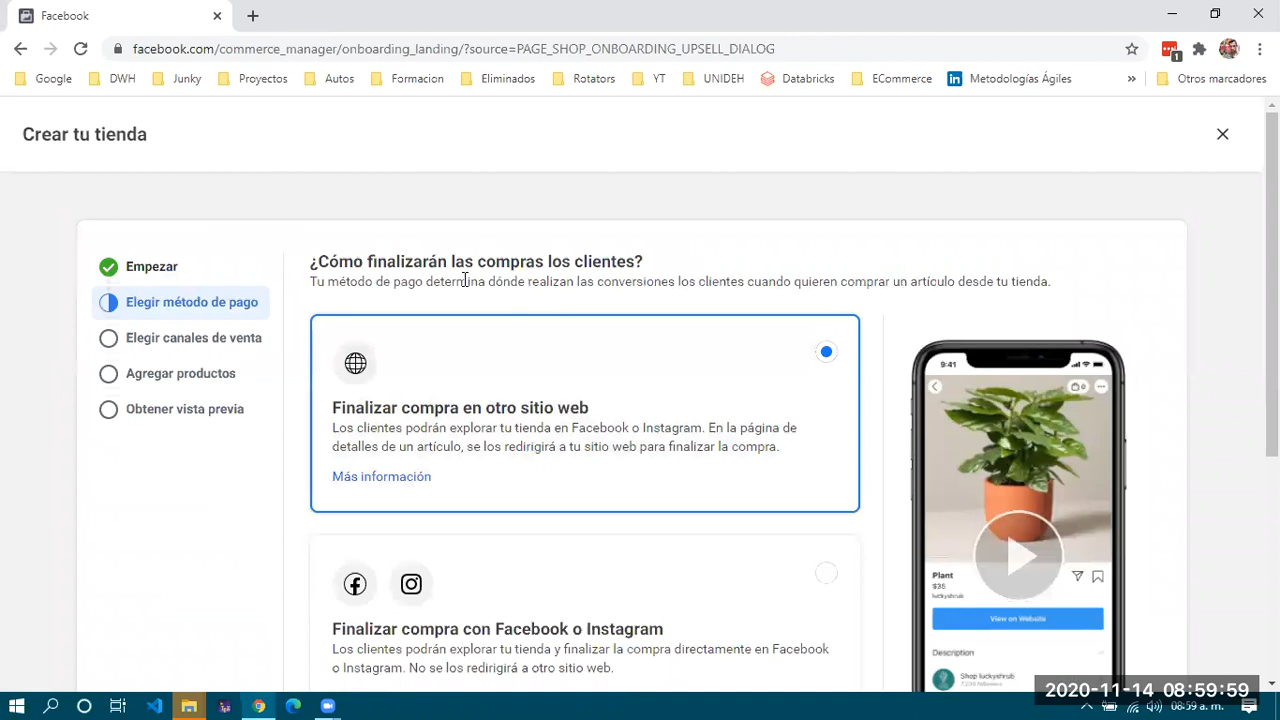 Facebook
facebook.com/commerce_manager/onboarding_landing/?source=PAGE_SHOP_ONBOARDING_UPSELL_DIALOG
1
Google DWH Junky Proyectos Autos Formacion Eliminados Rotators YT UNIDEH Databricks ECommerce Metodologías Ágiles » Otros marcadores
Crear tu tienda
Empezar
Elegir método de pago
Elegir canales de venta
Agregar productos
Obtener vista previa
¿Cómo finalizarán las compras los clientes?
Tu método de pago determina dónde realizan las conversiones los clientes cuando quieren comprar un artículo desde tu tienda.
Finalizar compra en otro sitio web
Los clientes podrán explorar tu tienda en Facebook o Instagram. En la página de
detalles de un artículo, se los redirigirá a tu sitio web para finalizar la compra.
Más información
Finalizar compra con Facebook o Instagram
Los clientes podrán explorar tu tienda y finalizar la compra directamente en Facebook
o Instagram. No se los redirigirá a otro sitio web.
9:41
Plant
luckyshrub
View on Website
Description
Shop luckyshrub
2020-11-14 08:59:59
08:59 a. m.